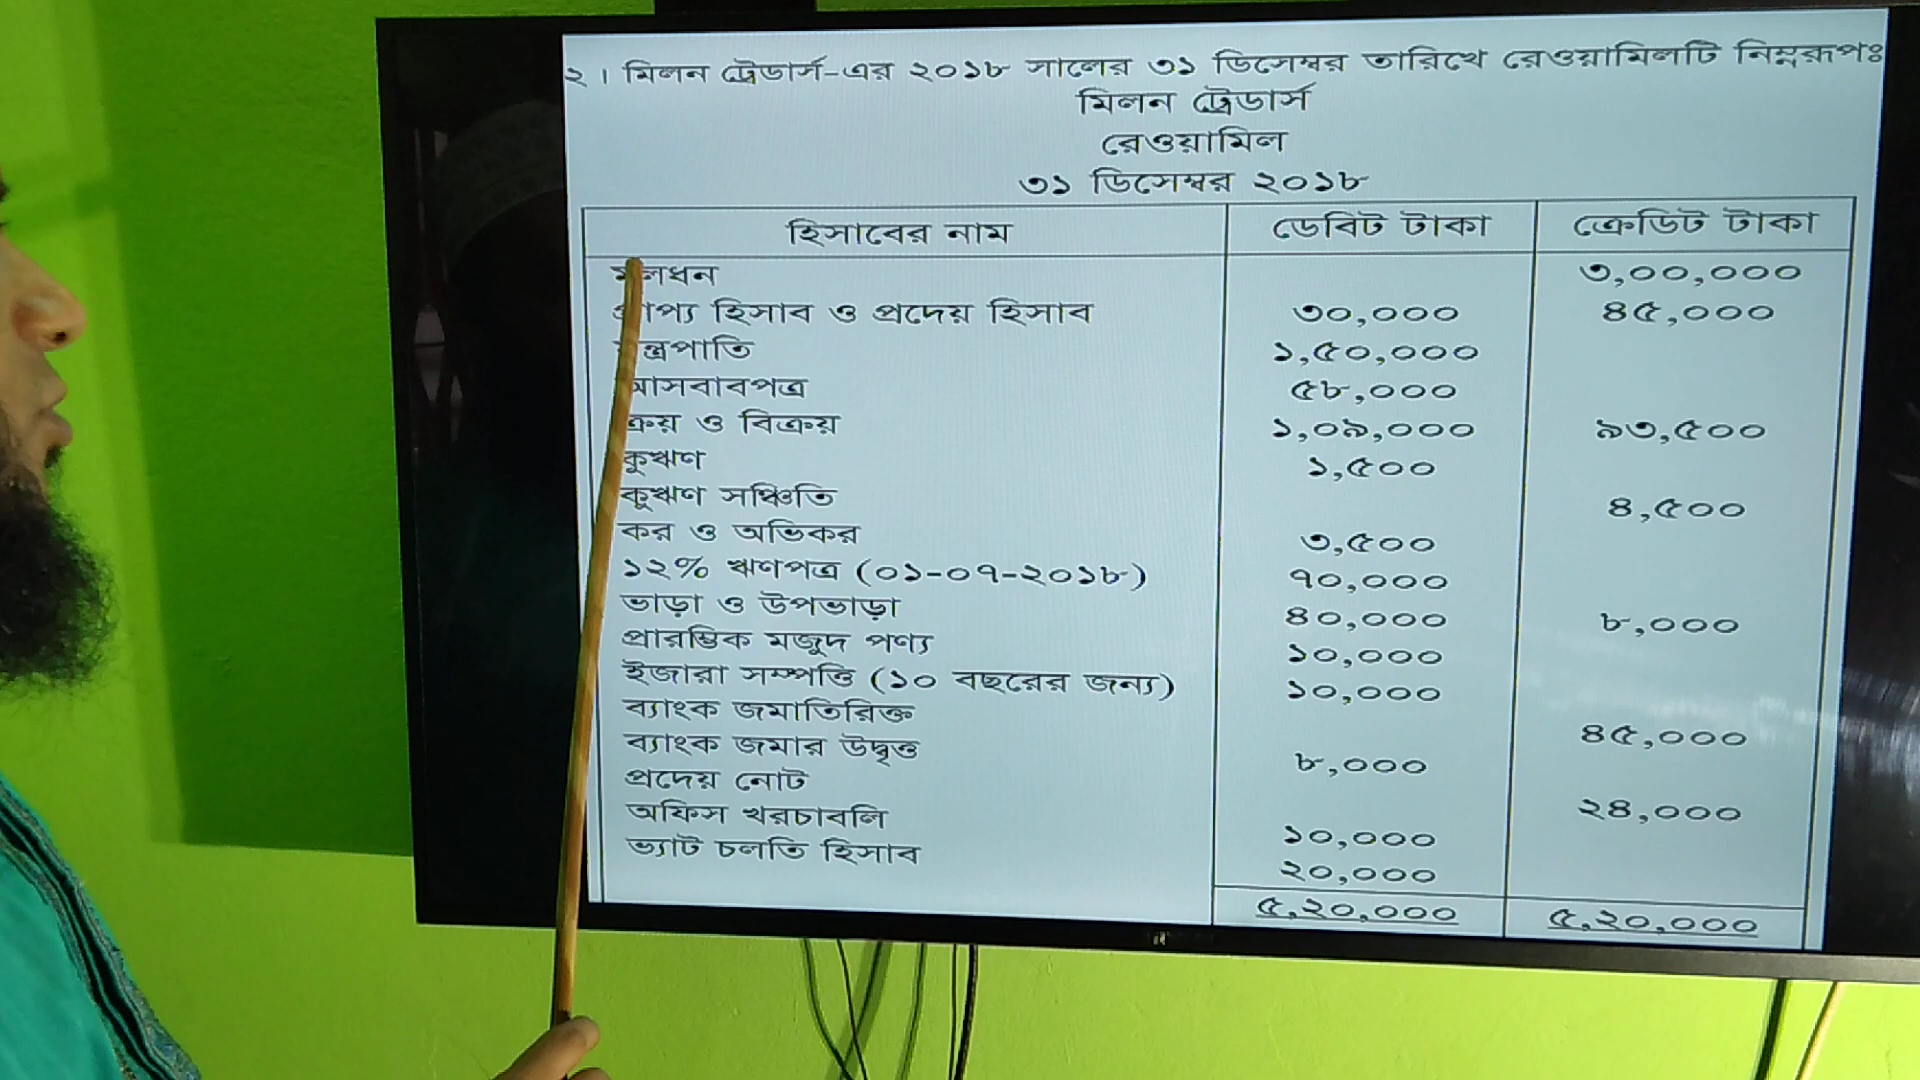 ২। মিলন ট্রেডার্স-এর ২০১৮ সালের ৩১ ডিসেম্বর তারিখে রেওয়ামিলটি নিম্নরূপঃ
মিলন ট্রেডার্স
রেওয়ামিল
৩১ ডিসেম্বর ২০১৮
হিসাবের নাম ডেবিট টাকা ক্রেডিট টাকা
মূলধন ৩,০০,০০০
প্রাপ্য হিসাব ও প্রদেয় হিসাব ৩০,০০০ ৪৫,০০০
যন্ত্রপাতি ১,৫০,০০০
আসবাবপত্র ৫৮,০০০
ক্রয় ও বিক্রয় ১,০৯,০০০ ৯৩,৫০০
কুঋণ ১,৫০০
কুঋণ সঞ্চিতি ৪,৫০০
কর ও অভিকর ৩,৫০০
১২% ঋণপত্র (০১-০৭-২০১৮) ৭০,০০০
ভাড়া ও উপভাড়া ৪০,০০০ ৮,০০০
প্রারম্ভিক মজুদ পণ্য ১০,০০০
ইজারা সম্পত্তি (১০ বছরের জন্য) ১০,০০০
ব্যাংক জমাতিরিক্ত ৪৫,০০০
ব্যাংক জমার উদ্বৃত্ত ৮,০০০
প্রদেয় নোট ২৪,০০০
অফিস খরচাবলি ১০,০০০
ভ্যাট চলতি হিসাব ২০,০০০
৫,২০,০০০ ৫,২০,০০০